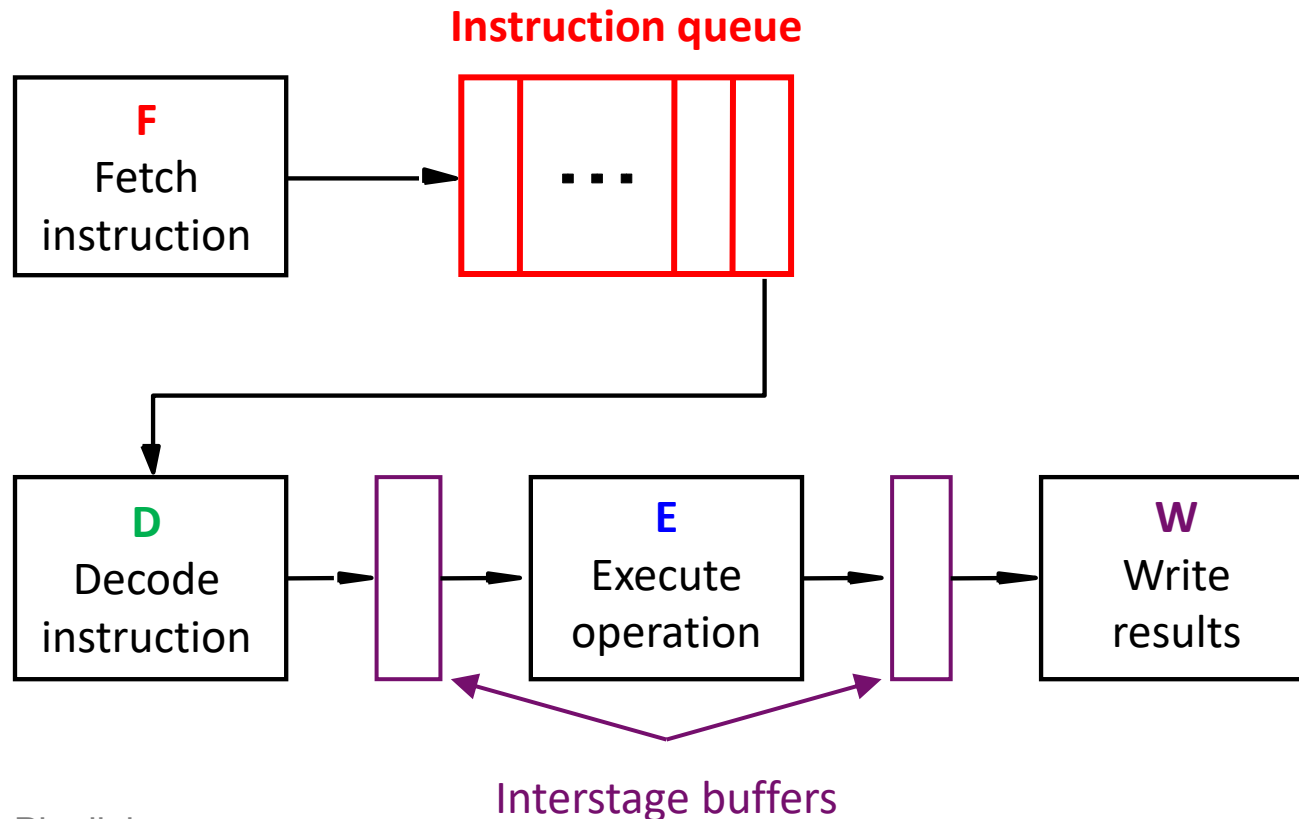 Instruction queue
F
Fetch
instruction
...
D
Decode
instruction
E
Execute
operation
W
Write
results
Interstage buffers